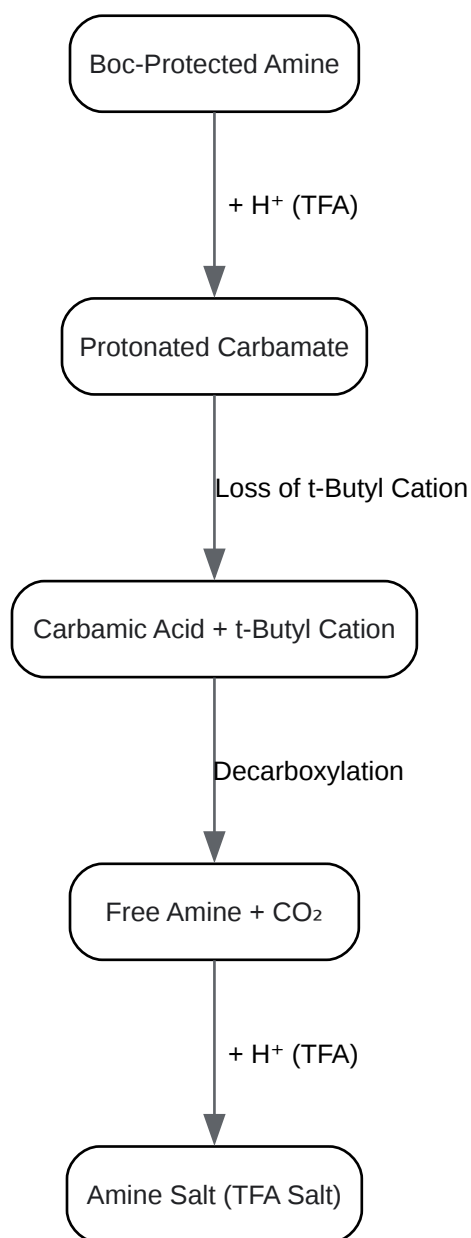 Boc-Protected Amine
+ H⁺ (TFA)
Protonated Carbamate
Loss of t-Butyl Cation
Carbamic Acid + t-Butyl Cation
Decarboxylation
Free Amine + CO₂
+ H⁺ (TFA)
Amine Salt (TFA Salt)